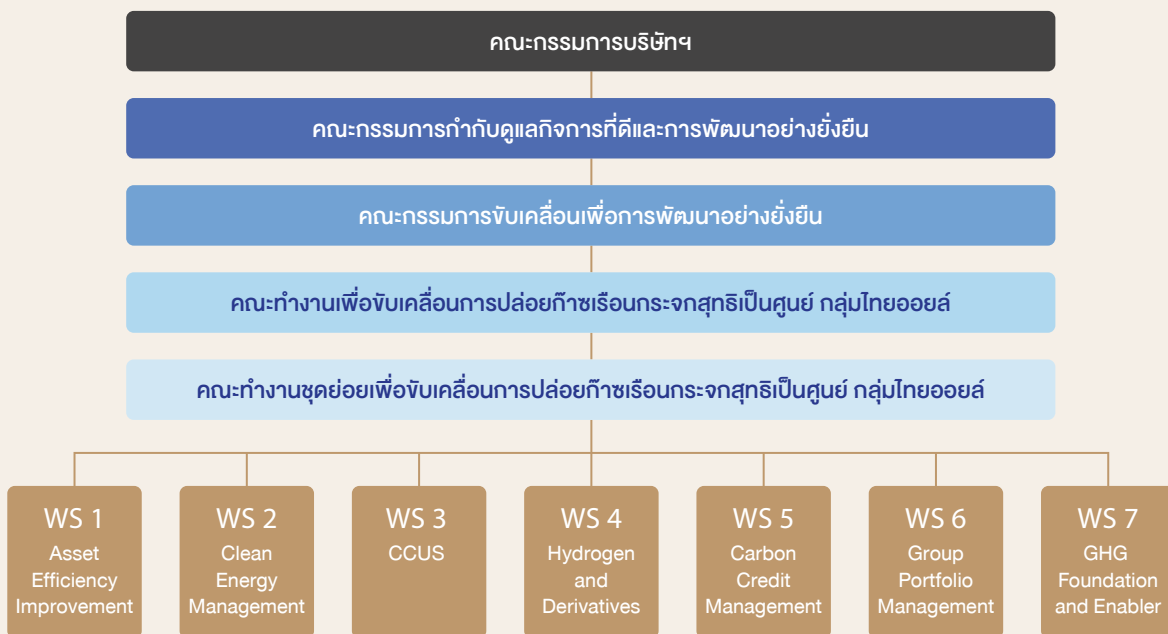 คณะกรรมการบริษัทฯ
คณะกรรมการกำกับดูแลกิจการที่ดีและการพัฒนาอย่างยั่งยืน
คณะกรรมการขับเคลื่อนเพื่อการพัฒนาอย่างยั่งยืน
คณะทำงานเพื่อขับเคลื่อนการปล่อยก๊าซเรือนกระจกสุทธิเป็นศูนย์ กลุ่มไทยออยล์
คณะทำงานชุดย่อยเพื่อขับเคลื่อนการปล่อยก๊าซเรือนกระจกสุทธิเป็นศูนย์ กลุ่มไทยออยล์
WS 1
Asset
Efficiency
Improvement
WS 2
Clean
Energy
Management
WS 3
CCUS
WS 4
Hydrogen
and
Derivatives
WS 5
Carbon
Credit
Management
WS 6
Group
Portfolio
Management
WS 7
GHG
Foundation
and Enabler